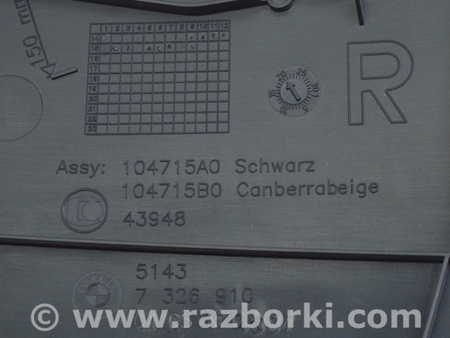 150 mm
R
Assy: 104715A0 Schwarz
104715B0 Canberrabeige
43948
5143
7 326 910
© www.razborki.com